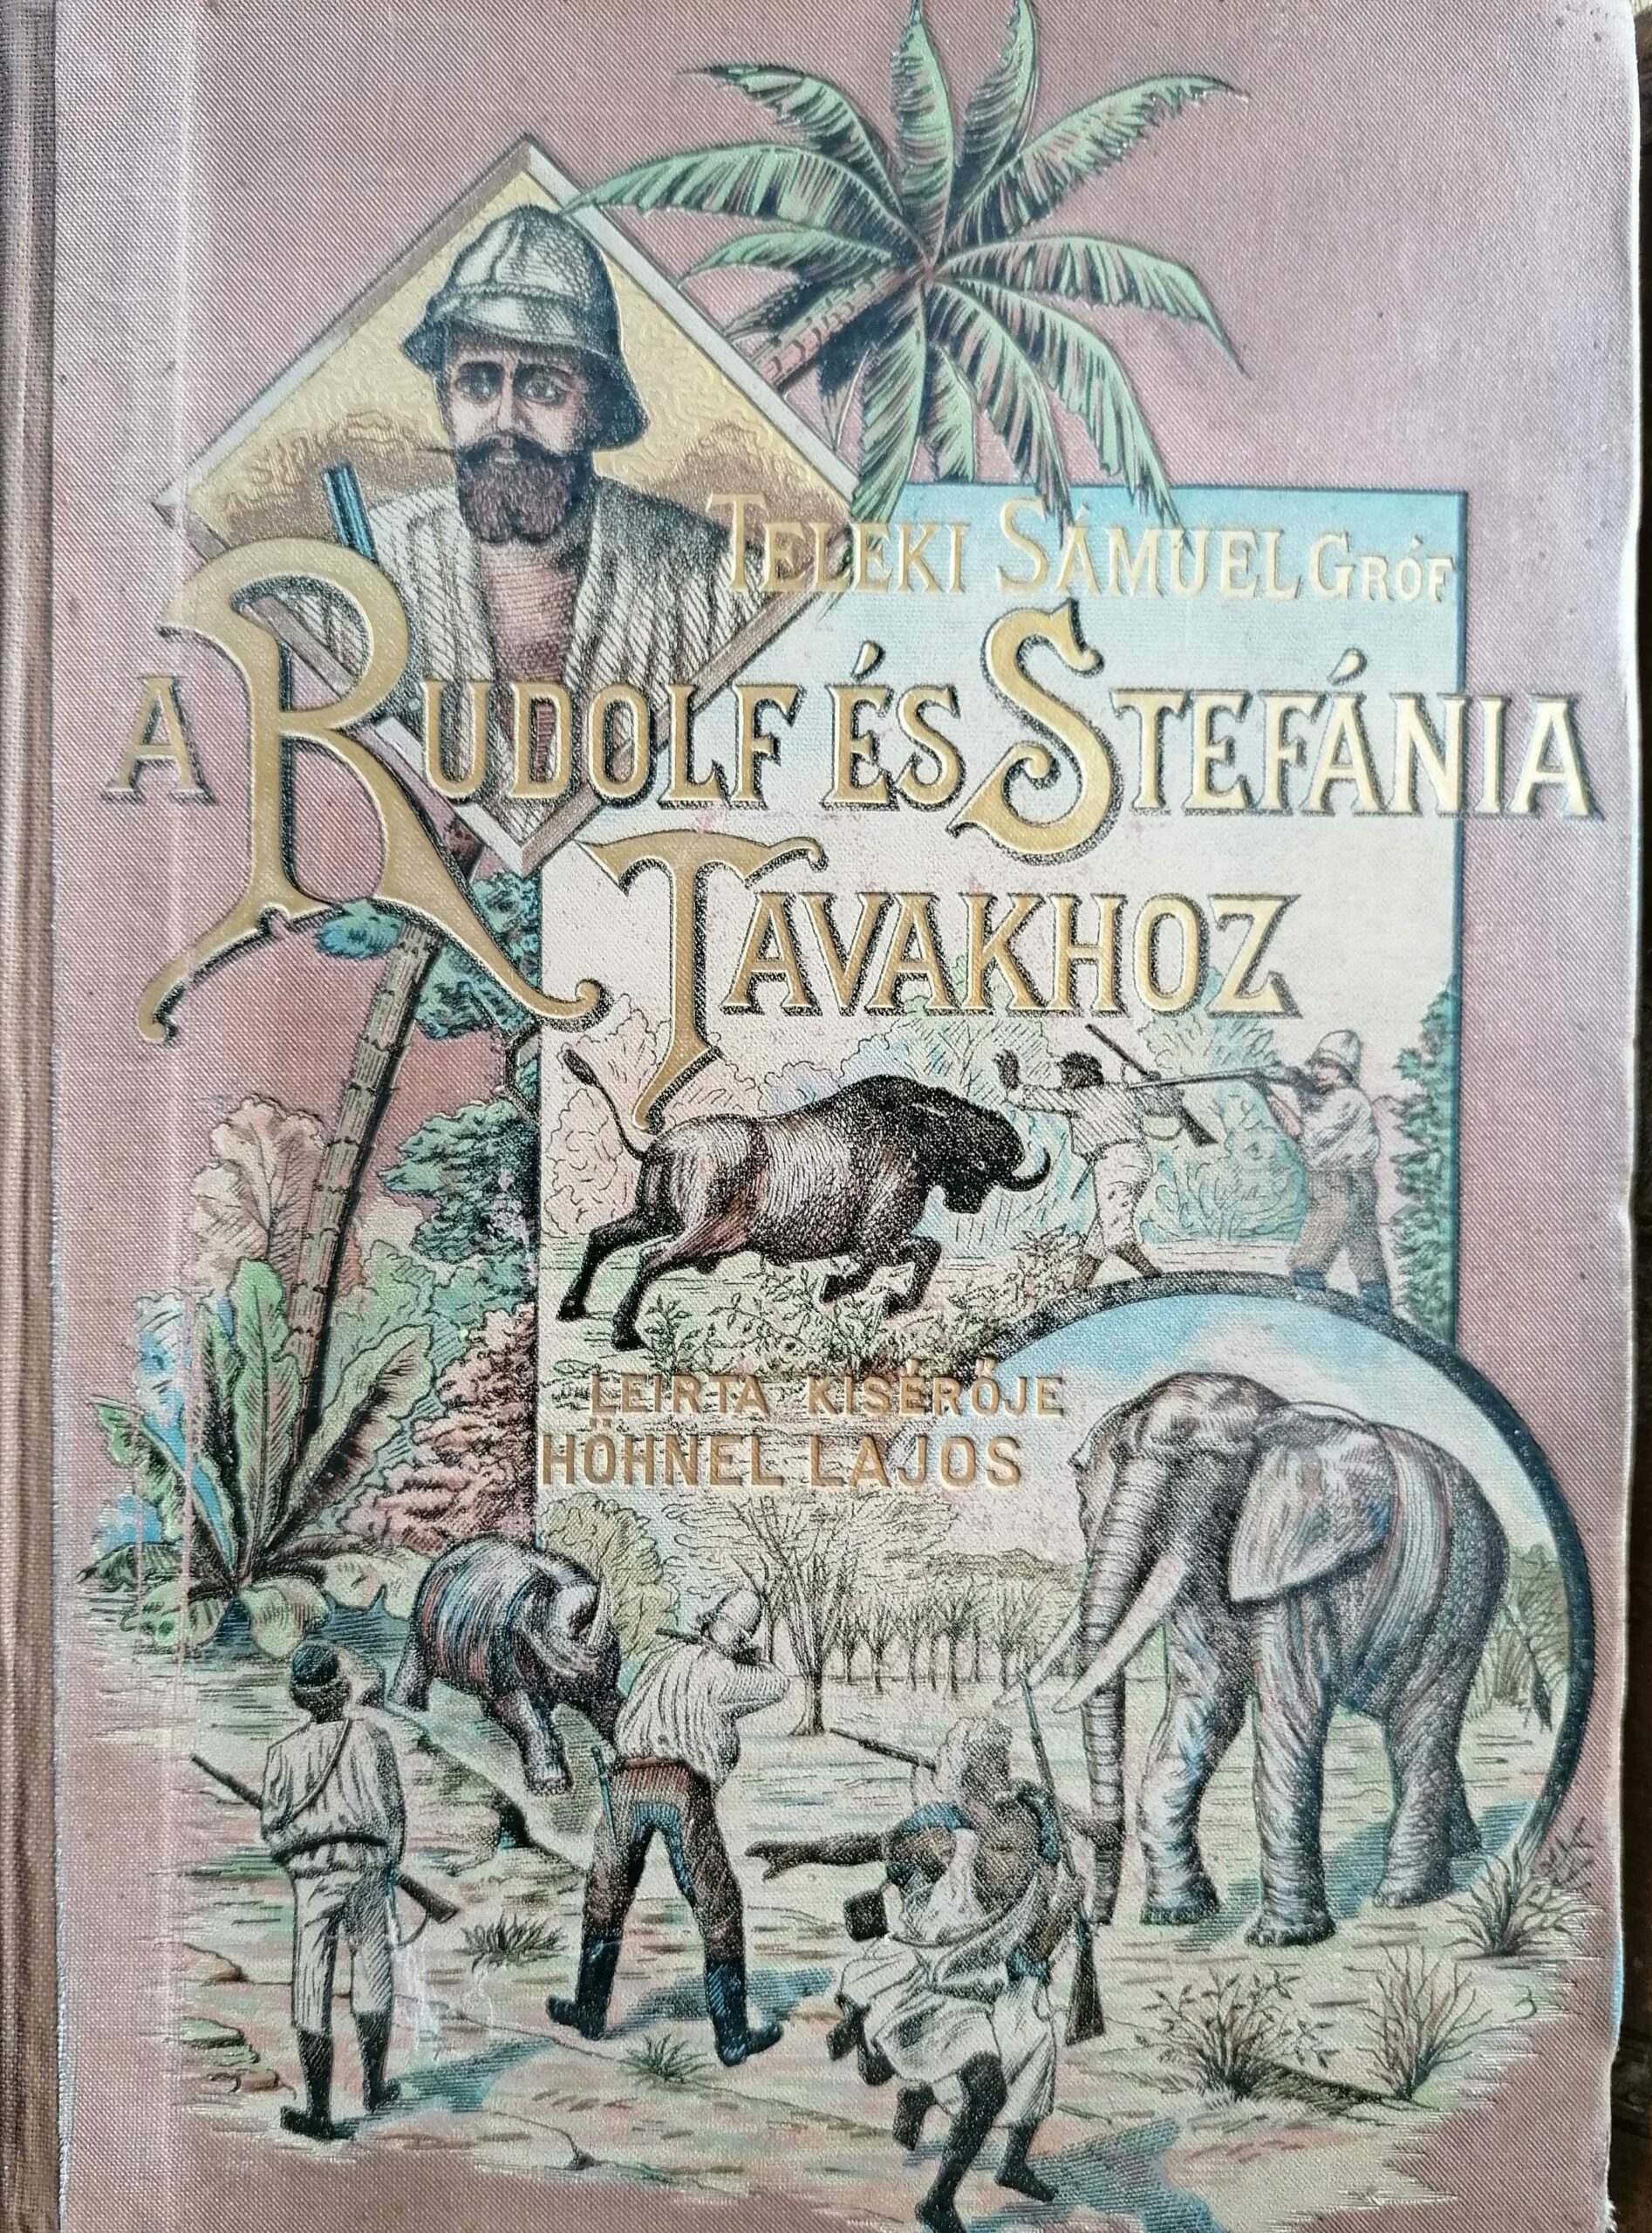 TELEKI SÁMUEL GRÓF
A RUDOLF ÉS STEFÁNIA
TAVAKHOZ
LEIRTA KISÉRŐJE
HÖHNEL LAJOS